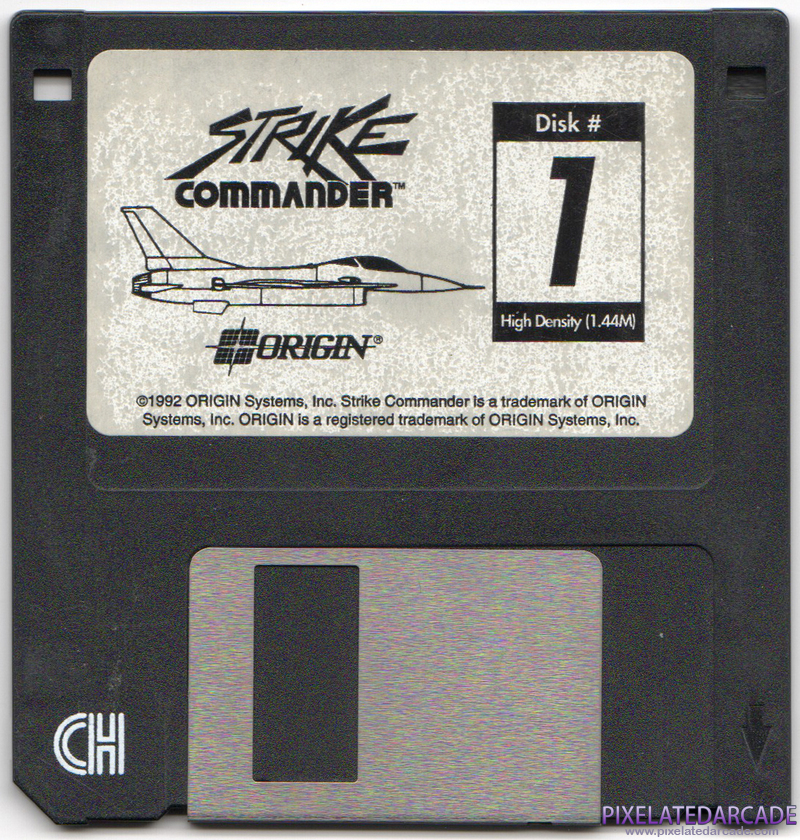 STRIKE
COMMANDER™
Disk #
1
High Density (1.44M)
ORIGIN®
©1992 ORIGIN Systems, Inc. Strike Commander is a trademark of ORIGIN
Systems, Inc. ORIGIN is a registered trademark of ORIGIN Systems, Inc.
CH
PIXELATEDARCADE
www.pixelatedarcade.com